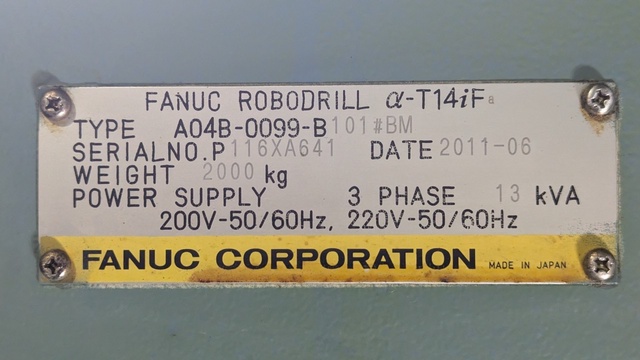 FANUC ROBODRILL α-T14iFa
TYPE A04B-0099-B101#BM
SERIALNO.P116XA641 DATE 2011-06
WEIGHT 2000 kg
POWER SUPPLY 3 PHASE 13 kVA
200V-50/60Hz, 220V-50/60Hz
FANUC CORPORATION MADE IN JAPAN